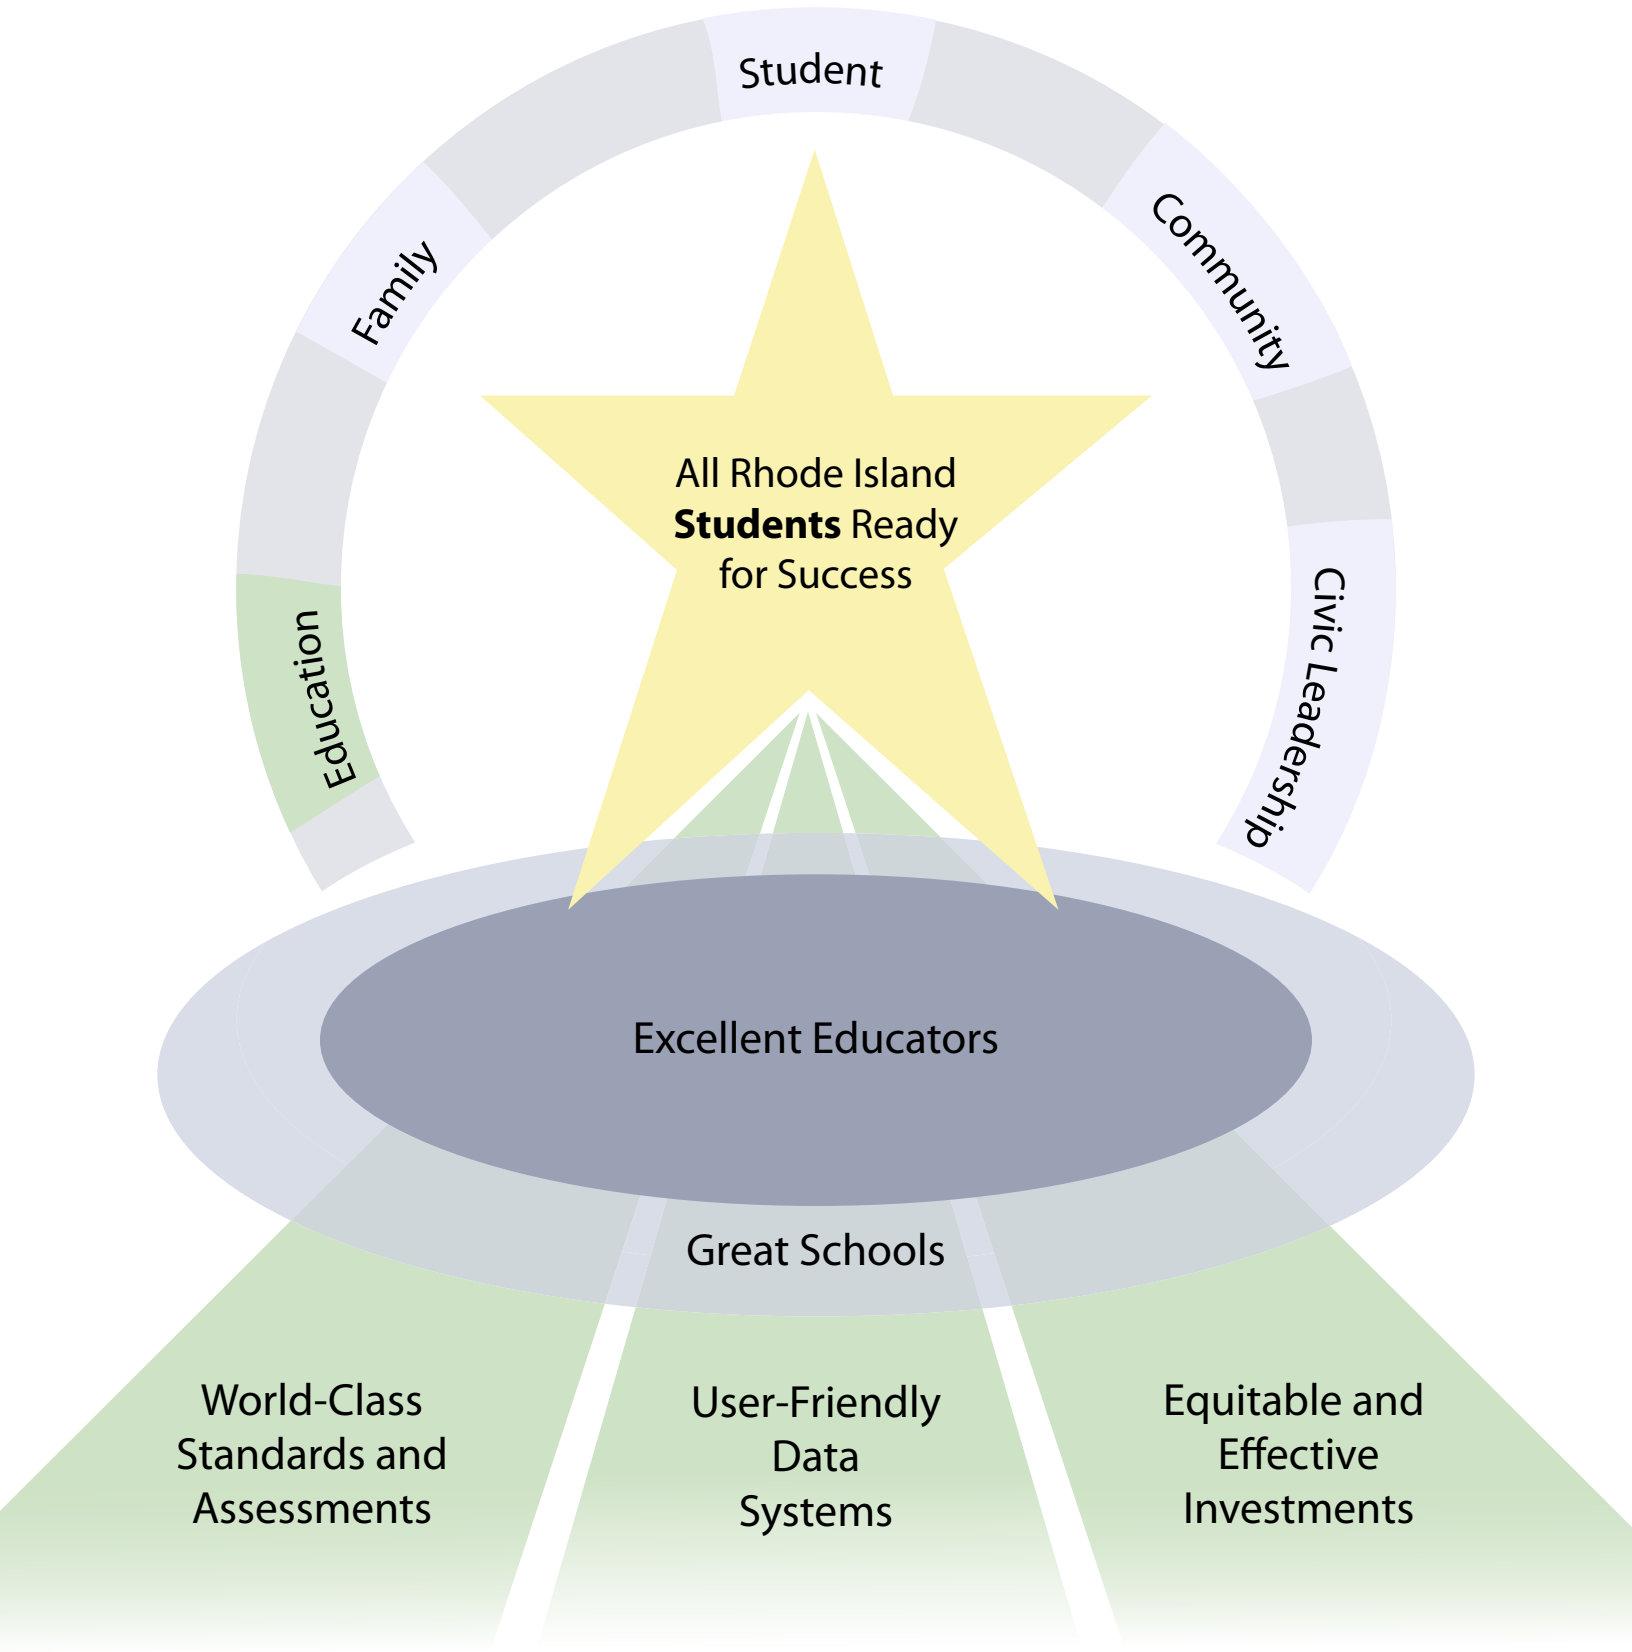 Student
Family
Community
Education
Civic Leadership
All Rhode Island
Students Ready
for Success
Excellent Educators
Great Schools
World-Class
Standards and
Assessments
User-Friendly
Data
Systems
Equitable and
Effective
Investments